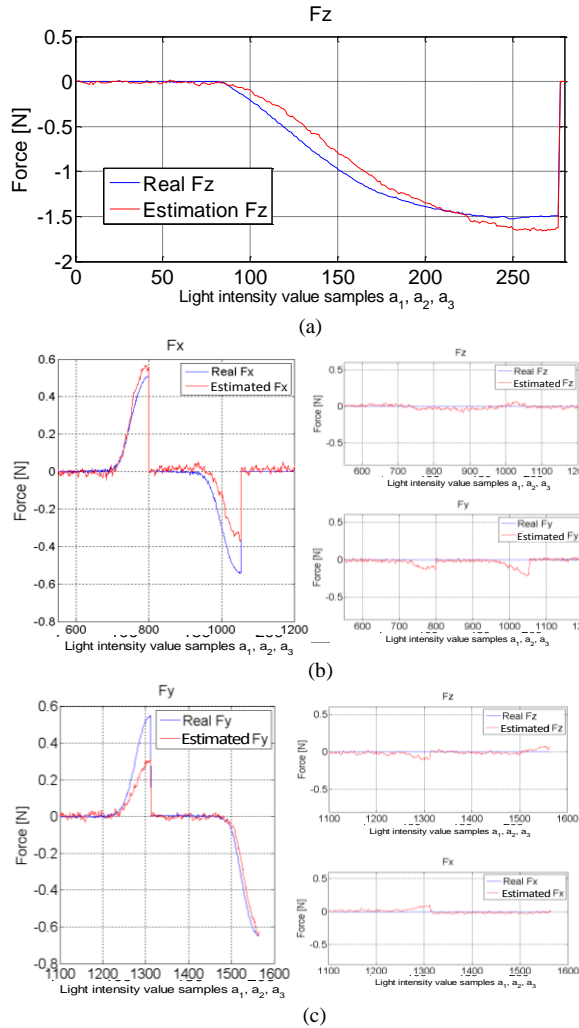 Fz
0.5
0
-0.5
-1
-1.5
-2
Force [N]
Real Fz
Estimation Fz
0 50 100 150 200 250
Light intensity value samples a1, a2, a3
(a)
Fx
0.6
0.4
0.2
0
-0.2
-0.4
-0.6
-0.8
Force [N]
Real Fx
Estimated Fx
600 800 1000 1200
Light intensity value samples a1, a2, a3
Fz
0.5
0
-0.5
Force [N]
Real Fz
Estimated Fz
600 700 800 900 1000 1100 120
Light intensity value samples a1, a2, a3
Fy
0.5
0
-0.5
Force [N]
Real Fy
Estimated Fy
600 700 800 900 1000 1100 120
Light intensity value samples a1, a2, a3
(b)
Fy
0.6
0.4
0.2
0
-0.2
-0.4
-0.6
-0.8
Force [N]
Real Fy
Estimated Fy
1100 1200 1300 1400 1500 1600
Light intensity value samples a1, a2, a3
Fz
0.5
0
-0.5
Force [N]
Real Fz
Estimated Fz
1100 1200 1300 1400 1500 1600
Light intensity value samples a1, a2, a3
Fx
0.5
0
-0.5
Force [N]
Real Fx
Estimated Fx
1100 1200 1300 1400 1500 1600
Light intensity value samples a1, a2, a3
(c)